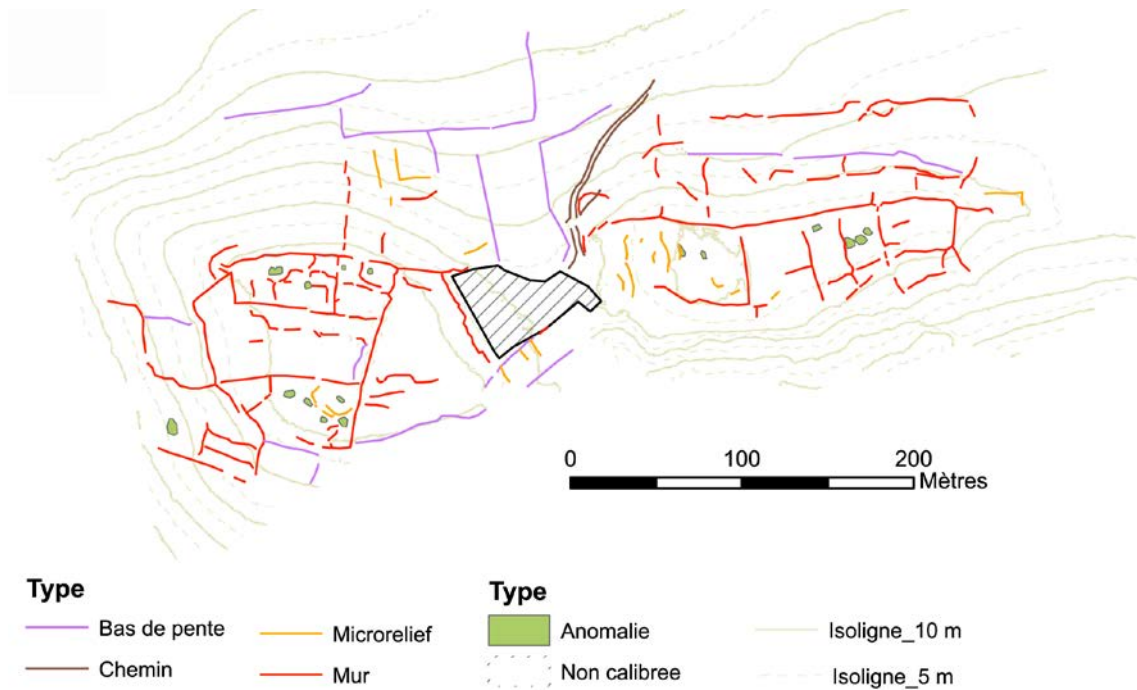 0 100 200
Mètres
Type Type
Bas de pente Microrelief Anomalie Isoligne_10 m
Chemin Mur Non calibree Isoligne_5 m